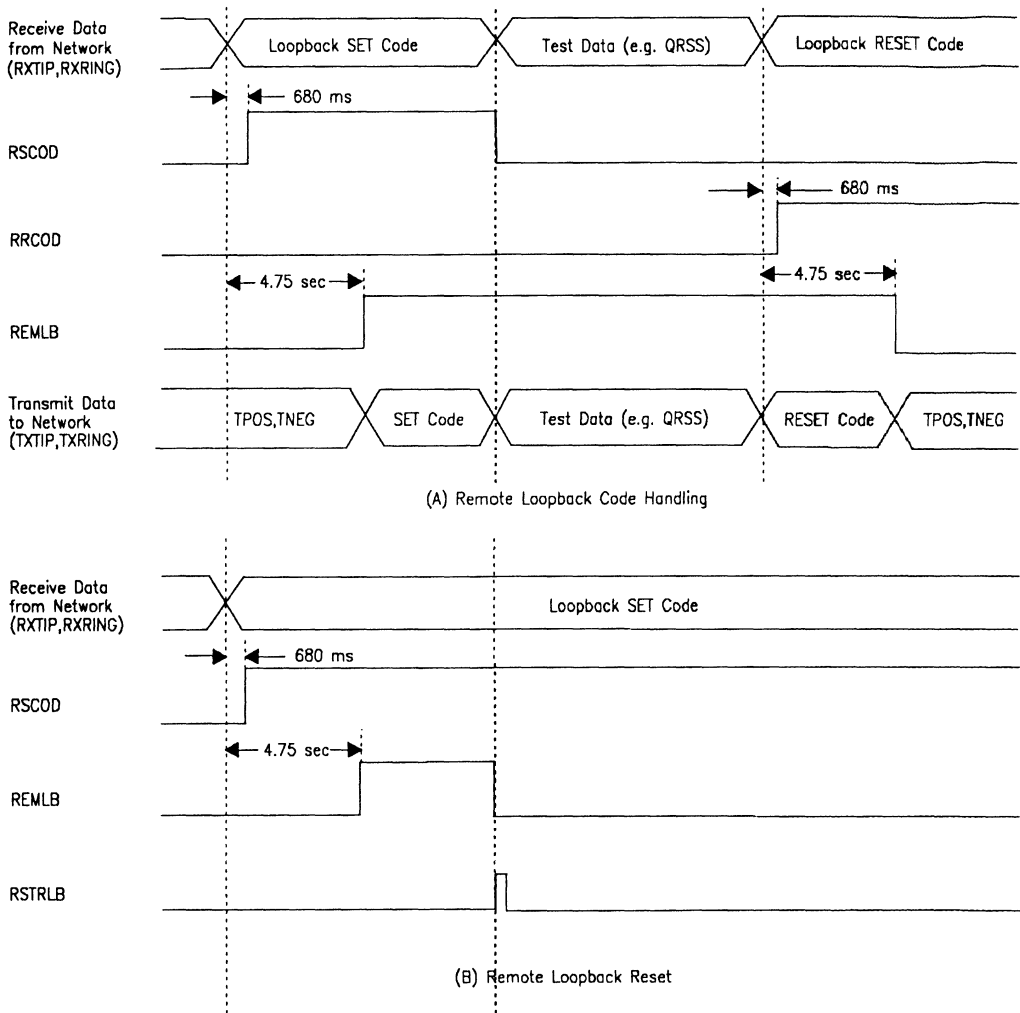 Receive Data
from Network
(RXTIP,RXRING)
Loopback SET Code
Test Data (e.g. QRSS)
Loopback RESET Code
680 ms
RSCOD
680 ms
RRCOD
4.75 sec
4.75 sec
REMLB
Transmit Data
to Network
(TXTIP,TXRING)
TPOS,TNEG
SET Code
Test Data (e.g. QRSS)
RESET Code
TPOS,TNEG
(A) Remote Loopback Code Handling
Receive Data
from Network
(RXTIP,RXRING)
Loopback SET Code
680 ms
RSCOD
4.75 sec
REMLB
RSTRLB
(B) Remote Loopback Reset